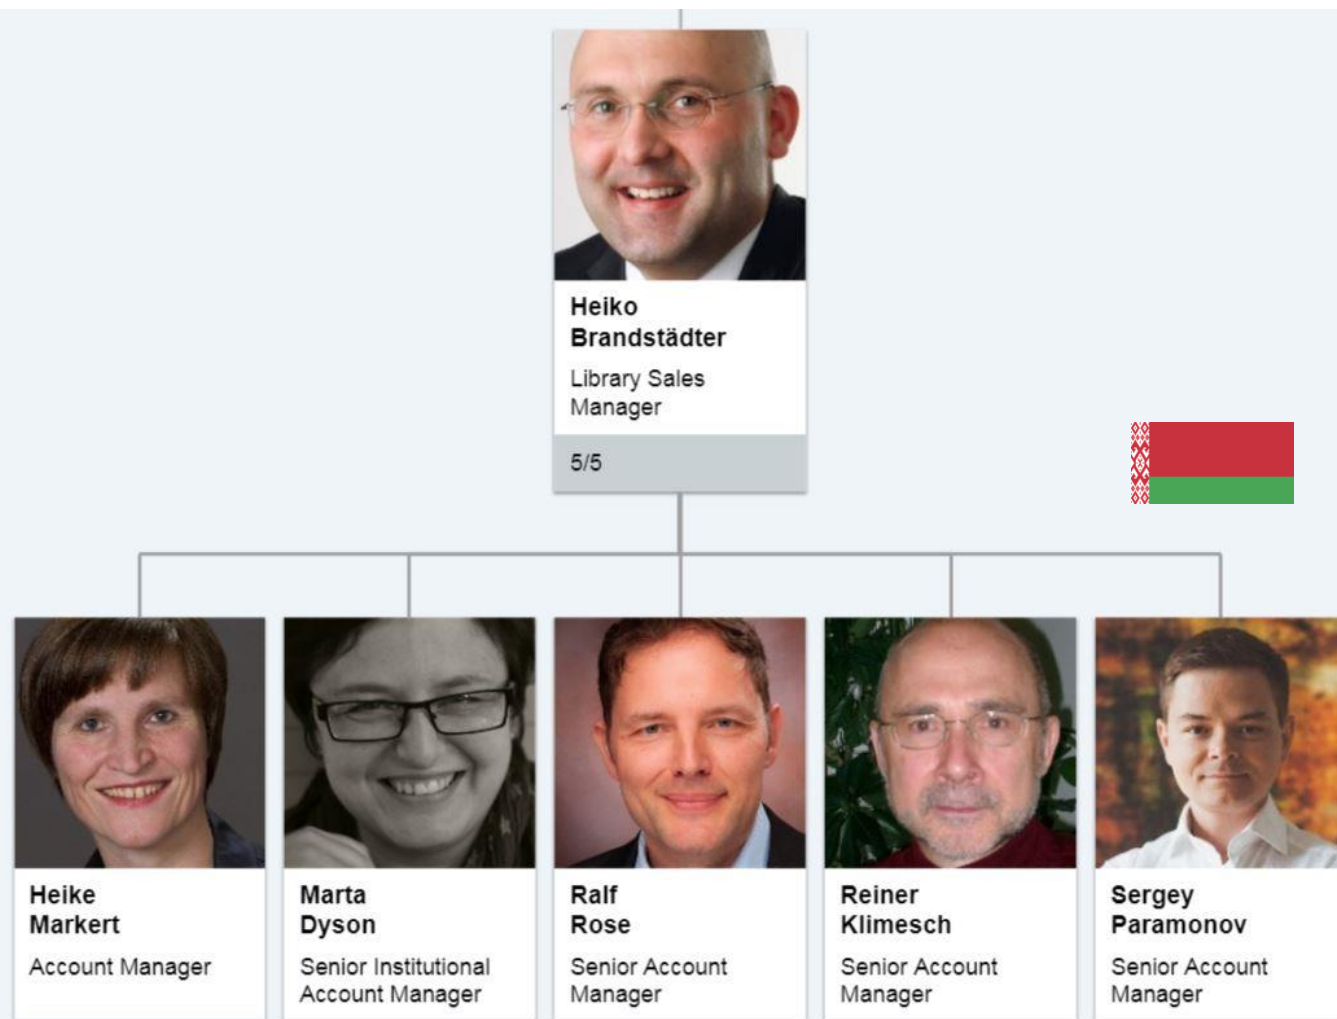 Heiko
Brandstädter
Library Sales
Manager
5/5
Heike
Markert
Account Manager
Marta
Dyson
Senior Institutional
Account Manager
Ralf
Rose
Senior Account
Manager
Reiner
Klimesch
Senior Account
Manager
Sergey
Paramonov
Senior Account
Manager